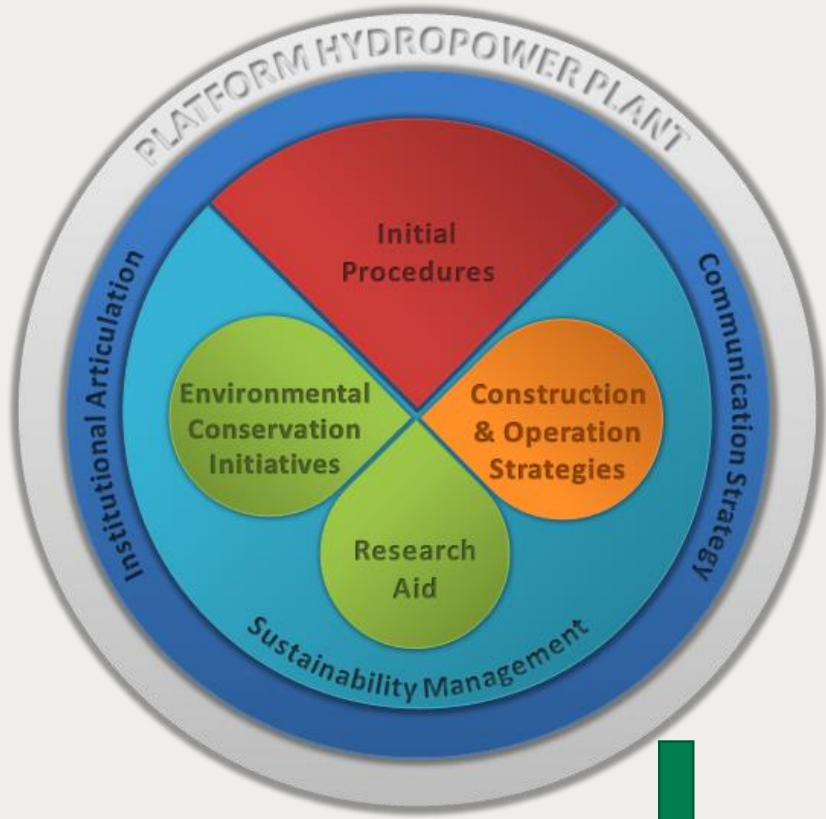 PLATFORM HYDROPOWER PLANT
Initial
Procedures
Institutional Articulation
Communication Strategy
Environmental
Conservation
Initiatives
Construction
& Operation
Strategies
Research
Aid
Sustainability Management